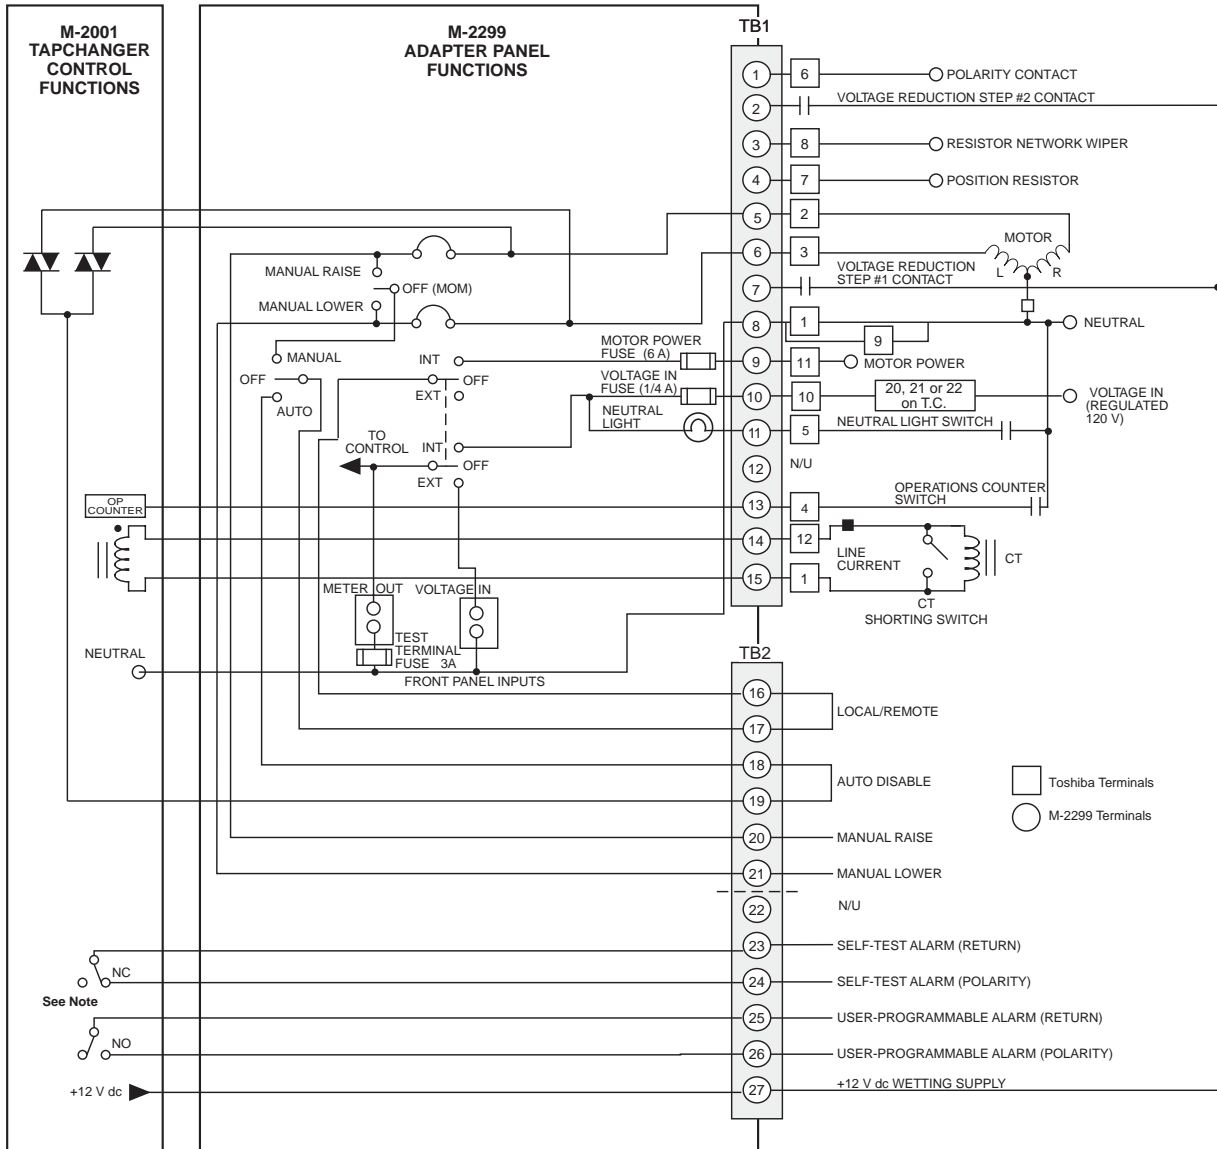 M-2001
TAPCHANGER
CONTROL
FUNCTIONS
M-2299
ADAPTER PANEL
FUNCTIONS
TB1
1 6 POLARITY CONTACT
2 VOLTAGE REDUCTION STEP #2 CONTACT
3 8 RESISTOR NETWORK WIPER
4 7 POSITION RESISTOR
5 2
MOTOR
L R
6 3
VOLTAGE REDUCTION
STEP #1 CONTACT
7
MANUAL RAISE
OFF (MOM)
MANUAL LOWER
8 1 NEUTRAL
9
MANUAL
OFF
AUTO
INT
OFF
EXT
MOTOR POWER
FUSE (6 A)
9 11 MOTOR POWER
VOLTAGE IN
FUSE (1/4 A)
10 10
20, 21 or 22
on T.C.
VOLTAGE IN
(REGULATED
120 V)
NEUTRAL
LIGHT
11 5 NEUTRAL LIGHT SWITCH
TO
CONTROL
INT
OFF
EXT
12 N/U
OP
COUNTER
13 4
OPERATIONS COUNTER
SWITCH
14 12
LINE
CURRENT
CT
15 1
CT
SHORTING SWITCH
METER OUT
VOLTAGE IN
TEST
TERMINAL
FUSE 3A
NEUTRAL
FRONT PANEL INPUTS
TB2
16
LOCAL/REMOTE
17
18
AUTO DISABLE
19
20 MANUAL RAISE
21 MANUAL LOWER
22 N/U
23 SELF-TEST ALARM (RETURN)
NC
24 SELF-TEST ALARM (POLARITY)
See Note
25 USER-PROGRAMMABLE ALARM (RETURN)
NO
26 USER-PROGRAMMABLE ALARM (POLARITY)
+12 V dc
27 +12 V dc WETTING SUPPLY
Toshiba Terminals
M-2299 Terminals